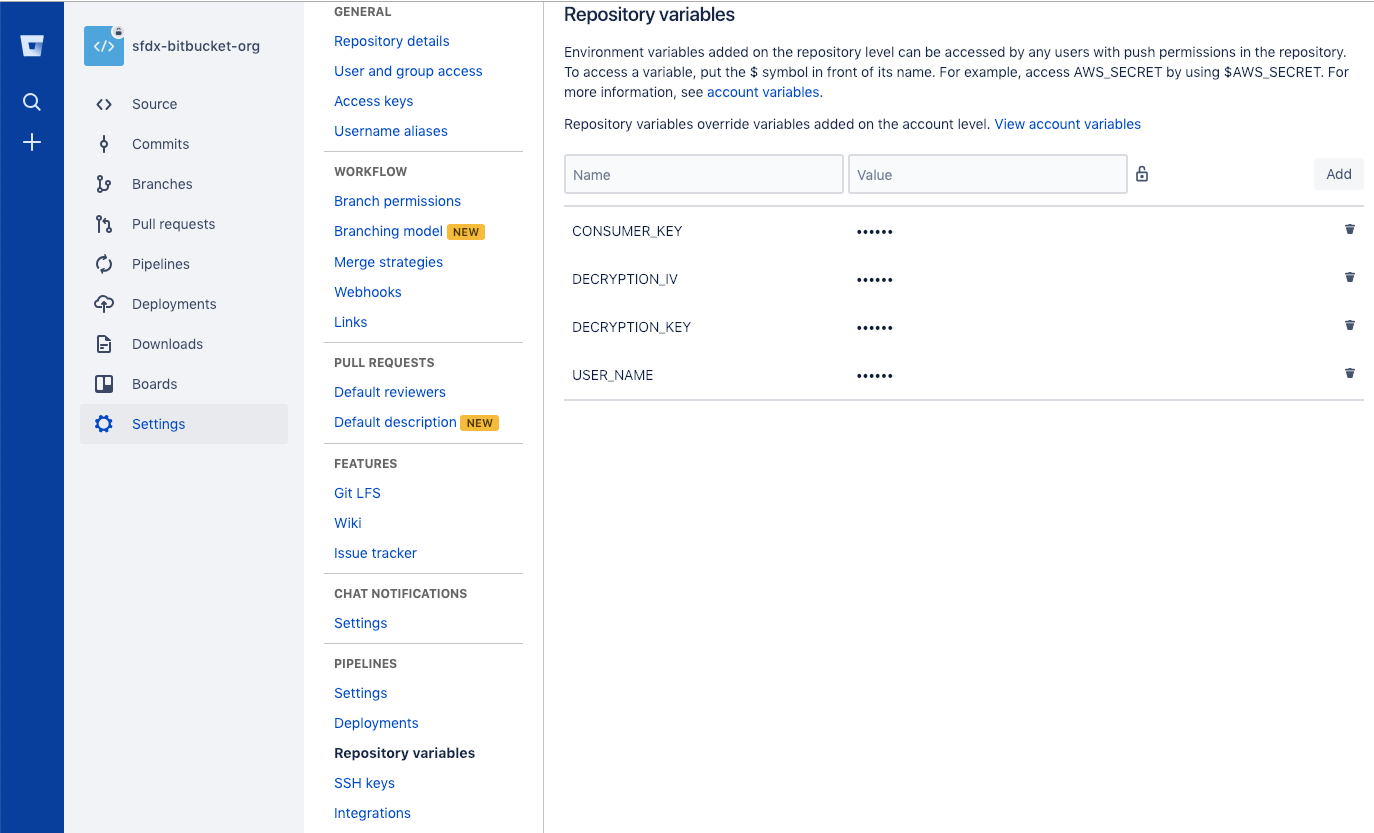 sfdx-bitbucket-org
Source
Commits
Branches
Pull requests
Pipelines
Deployments
Downloads
Boards
Settings
GENERAL
Repository details
User and group access
Access keys
Username aliases
WORKFLOW
Branch permissions
Branching model NEW
Merge strategies
Webhooks
Links
PULL REQUESTS
Default reviewers
Default description NEW
FEATURES
Git LFS
Wiki
Issue tracker
CHAT NOTIFICATIONS
Settings
PIPELINES
Settings
Deployments
Repository variables
SSH keys
Integrations
Repository variables
Environment variables added on the repository level can be accessed by any users with push permissions in the repository.
To access a variable, put the $ symbol in front of its name. For example, access AWS_SECRET by using $AWS_SECRET. For
more information, see account variables.
Repository variables override variables added on the account level. View account variables
Name Value Add
CONSUMER_KEY ••••••
DECRYPTION_IV ••••••
DECRYPTION_KEY ••••••
USER_NAME ••••••